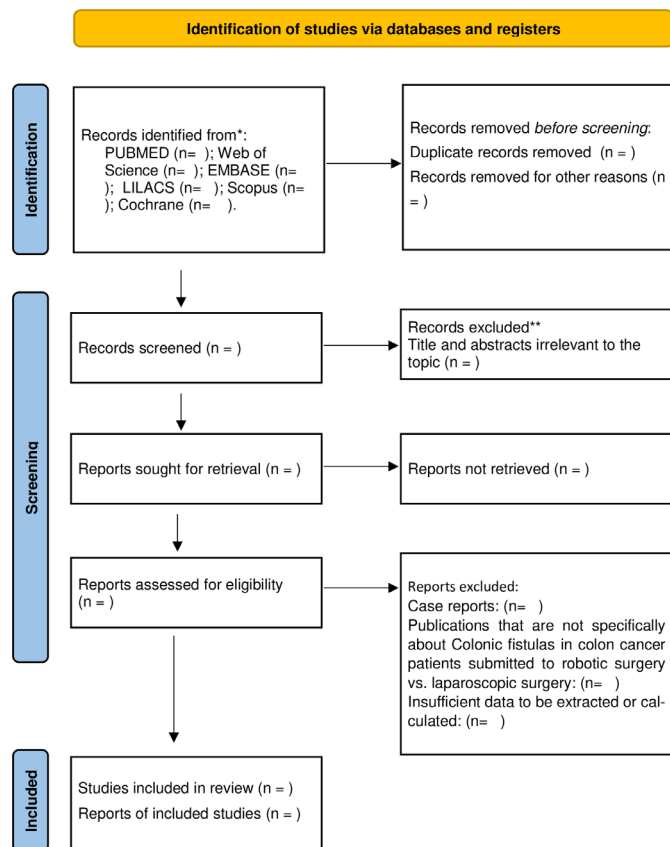 Identification of studies via databases and registers
Identification
Records identified from*:
PUBMED (n=  ); Web of
Science (n=  ); EMBASE (n=
);  LILACS (n=   ); Scopus (n=
); Cochrane (n=   ).
Records removed before screening:
Duplicate records removed  (n = )
Records removed for other reasons (n
= )
Screening
Records screened (n = )
Records excluded**
Title and abstracts irrelevant to the
topic (n = )
Reports sought for retrieval (n = )
Reports not retrieved (n = )
Reports assessed for eligibility
(n = )
Reports excluded:
Case reports: (n=   )
Publications that are not specifically
about Colonic fistulas in colon cancer
patients submitted to robotic surgery
vs. laparoscopic surgery: (n=   )
Insufficient data to be extracted or cal-
culated: (n=   )
Included
Studies included in review (n = )
Reports of included studies (n = )